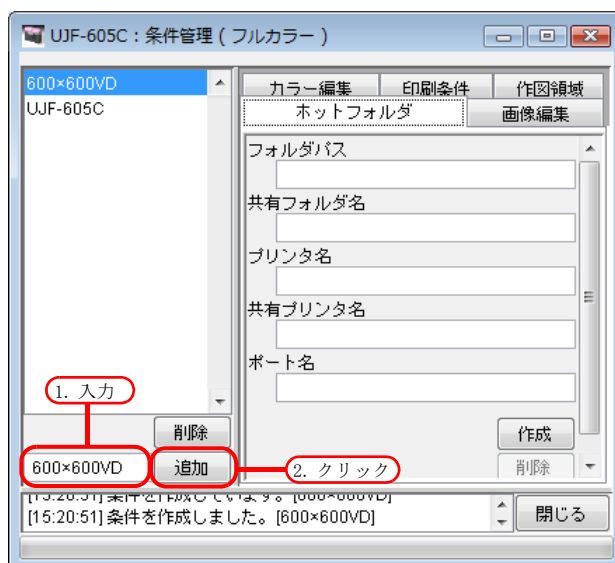 UJF-605C：条件管理 ( フルカラー )
600×600VD
UJF-605C
カラー編集
印刷条件
作図領域
ホットフォルダ
画像編集
フォルダパス
共有フォルダ名
プリンタ名
共有プリンタ名
ポート名
1. 入力
削除
作成
600×600VD
追加
2. クリック
削除
[15:20:51] 条件を作成しています。[600×600VD]
[15:20:51] 条件を作成しました。[600×600VD]
閉じる